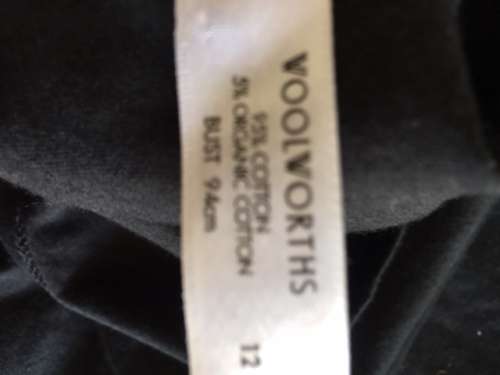 WOOLWORTHS
95% COTTON
5% ORGANIC COTTON
BUST 94cm
12